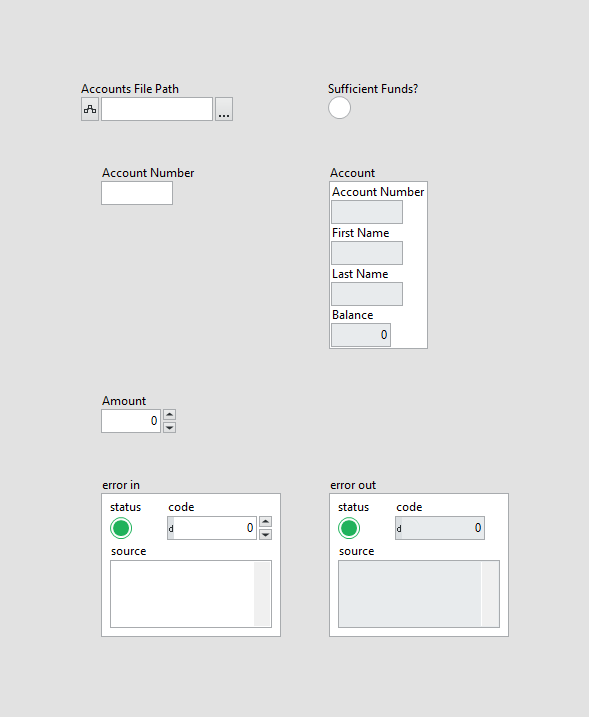 Accounts File Path
Sufficient Funds?
...
Account Number
Account
Account Number
First Name
Last Name
Balance
0
Amount
0
error in
status code
d 0
source
error out
status code
d 0
source